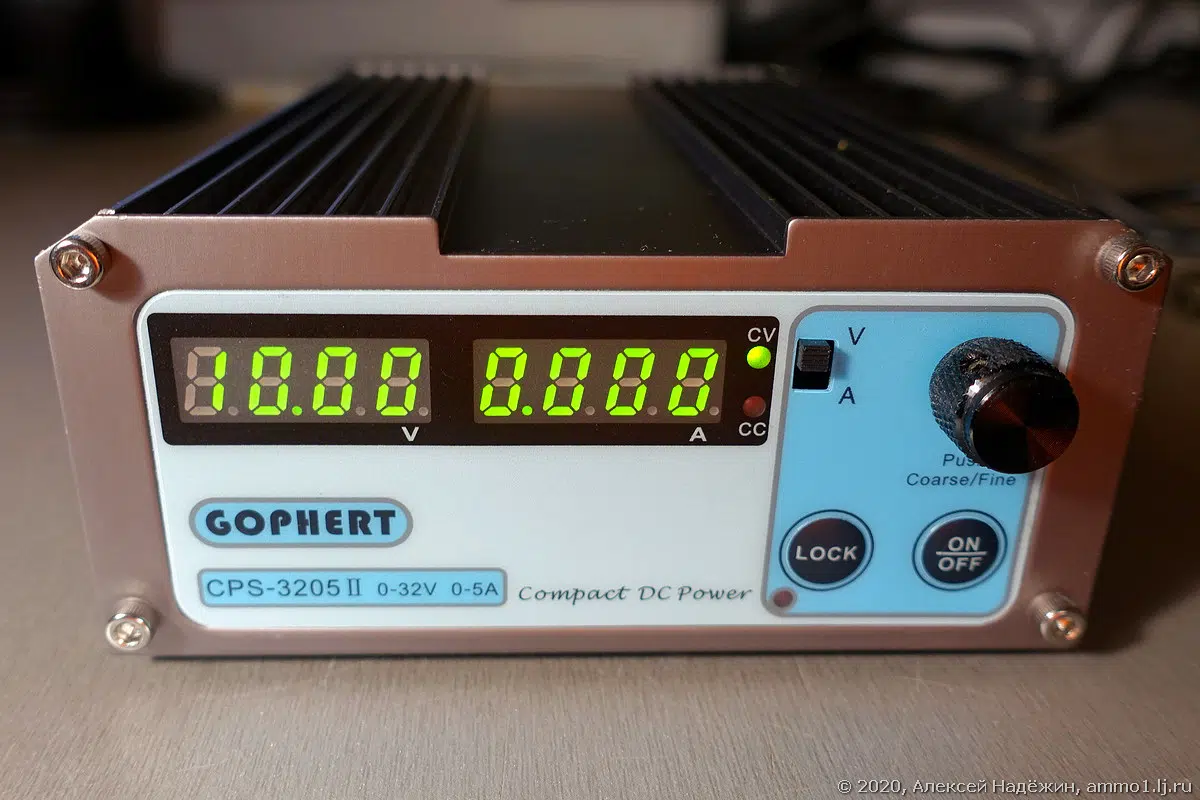 CV
10.00 0.000
V A
CC
V
A
Push
Coarse/Fine
GOPHERT
LOCK
ON
OFF
CPS-3205 II 0-32V 0-5A
Compact DC Power
© 2020, Алексей Надёжин, ammo1.lj.ru